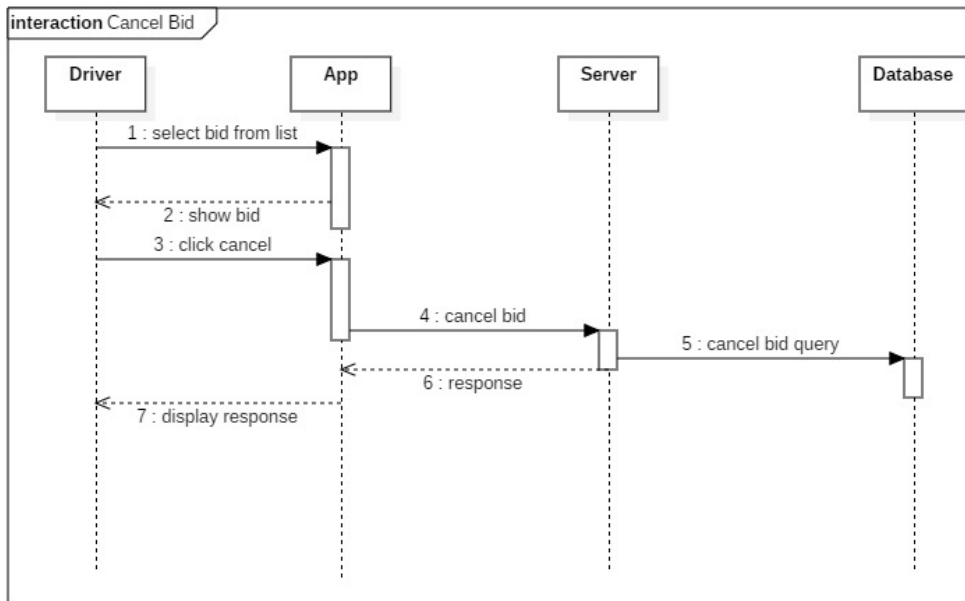 interaction Cancel Bid
Driver
App
Server
Database
1 : select bid from list
2 : show bid
3 : click cancel
4 : cancel bid
5 : cancel bid query
6 : response
7 : display response